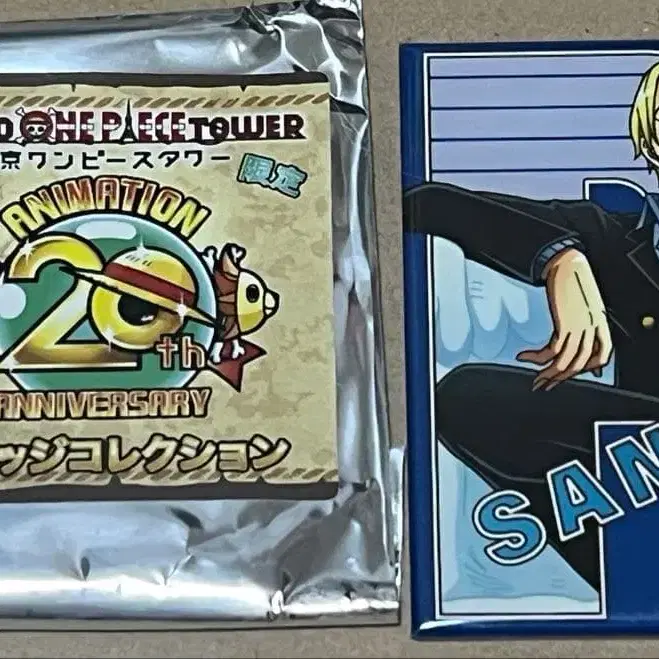 O ONE PIECE TOWER
京ワンピースタワー
限定
ANIMATION
20th
ANNIVERSARY
ッジコレクション
SAN